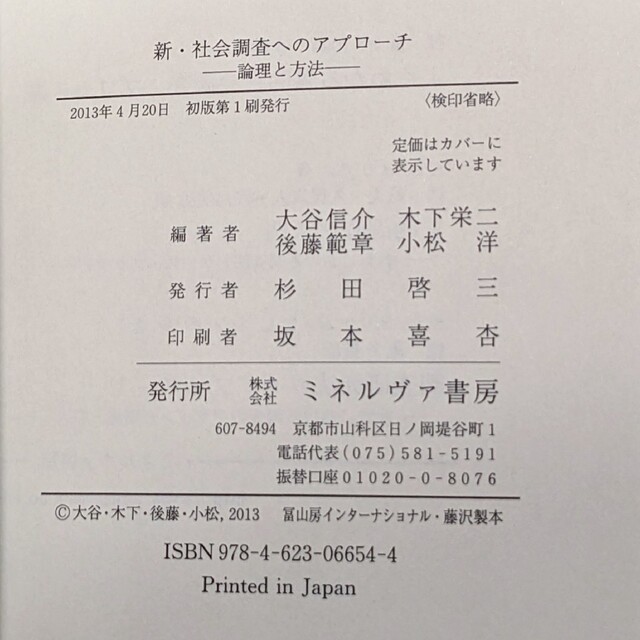 新・社会調査へのアプローチ
──論理と方法──
2013年4月20日　初版第1刷発行　〈検印省略〉
定価はカバーに
表示しています
編著者　大谷信介　木下栄二
後藤範章　小松　洋
発行者　杉田啓三
印刷者　坂本喜杏
発行所　株式会社　ミネルヴァ書房
607-8494　京都市山科区日ノ岡堤谷町1
電話代表(075)581-5191
振替口座01020-0-8076
©大谷・木下・後藤・小松, 2013　冨山房インターナショナル・藤沢製本
ISBN 978-4-623-06654-4
Printed in Japan